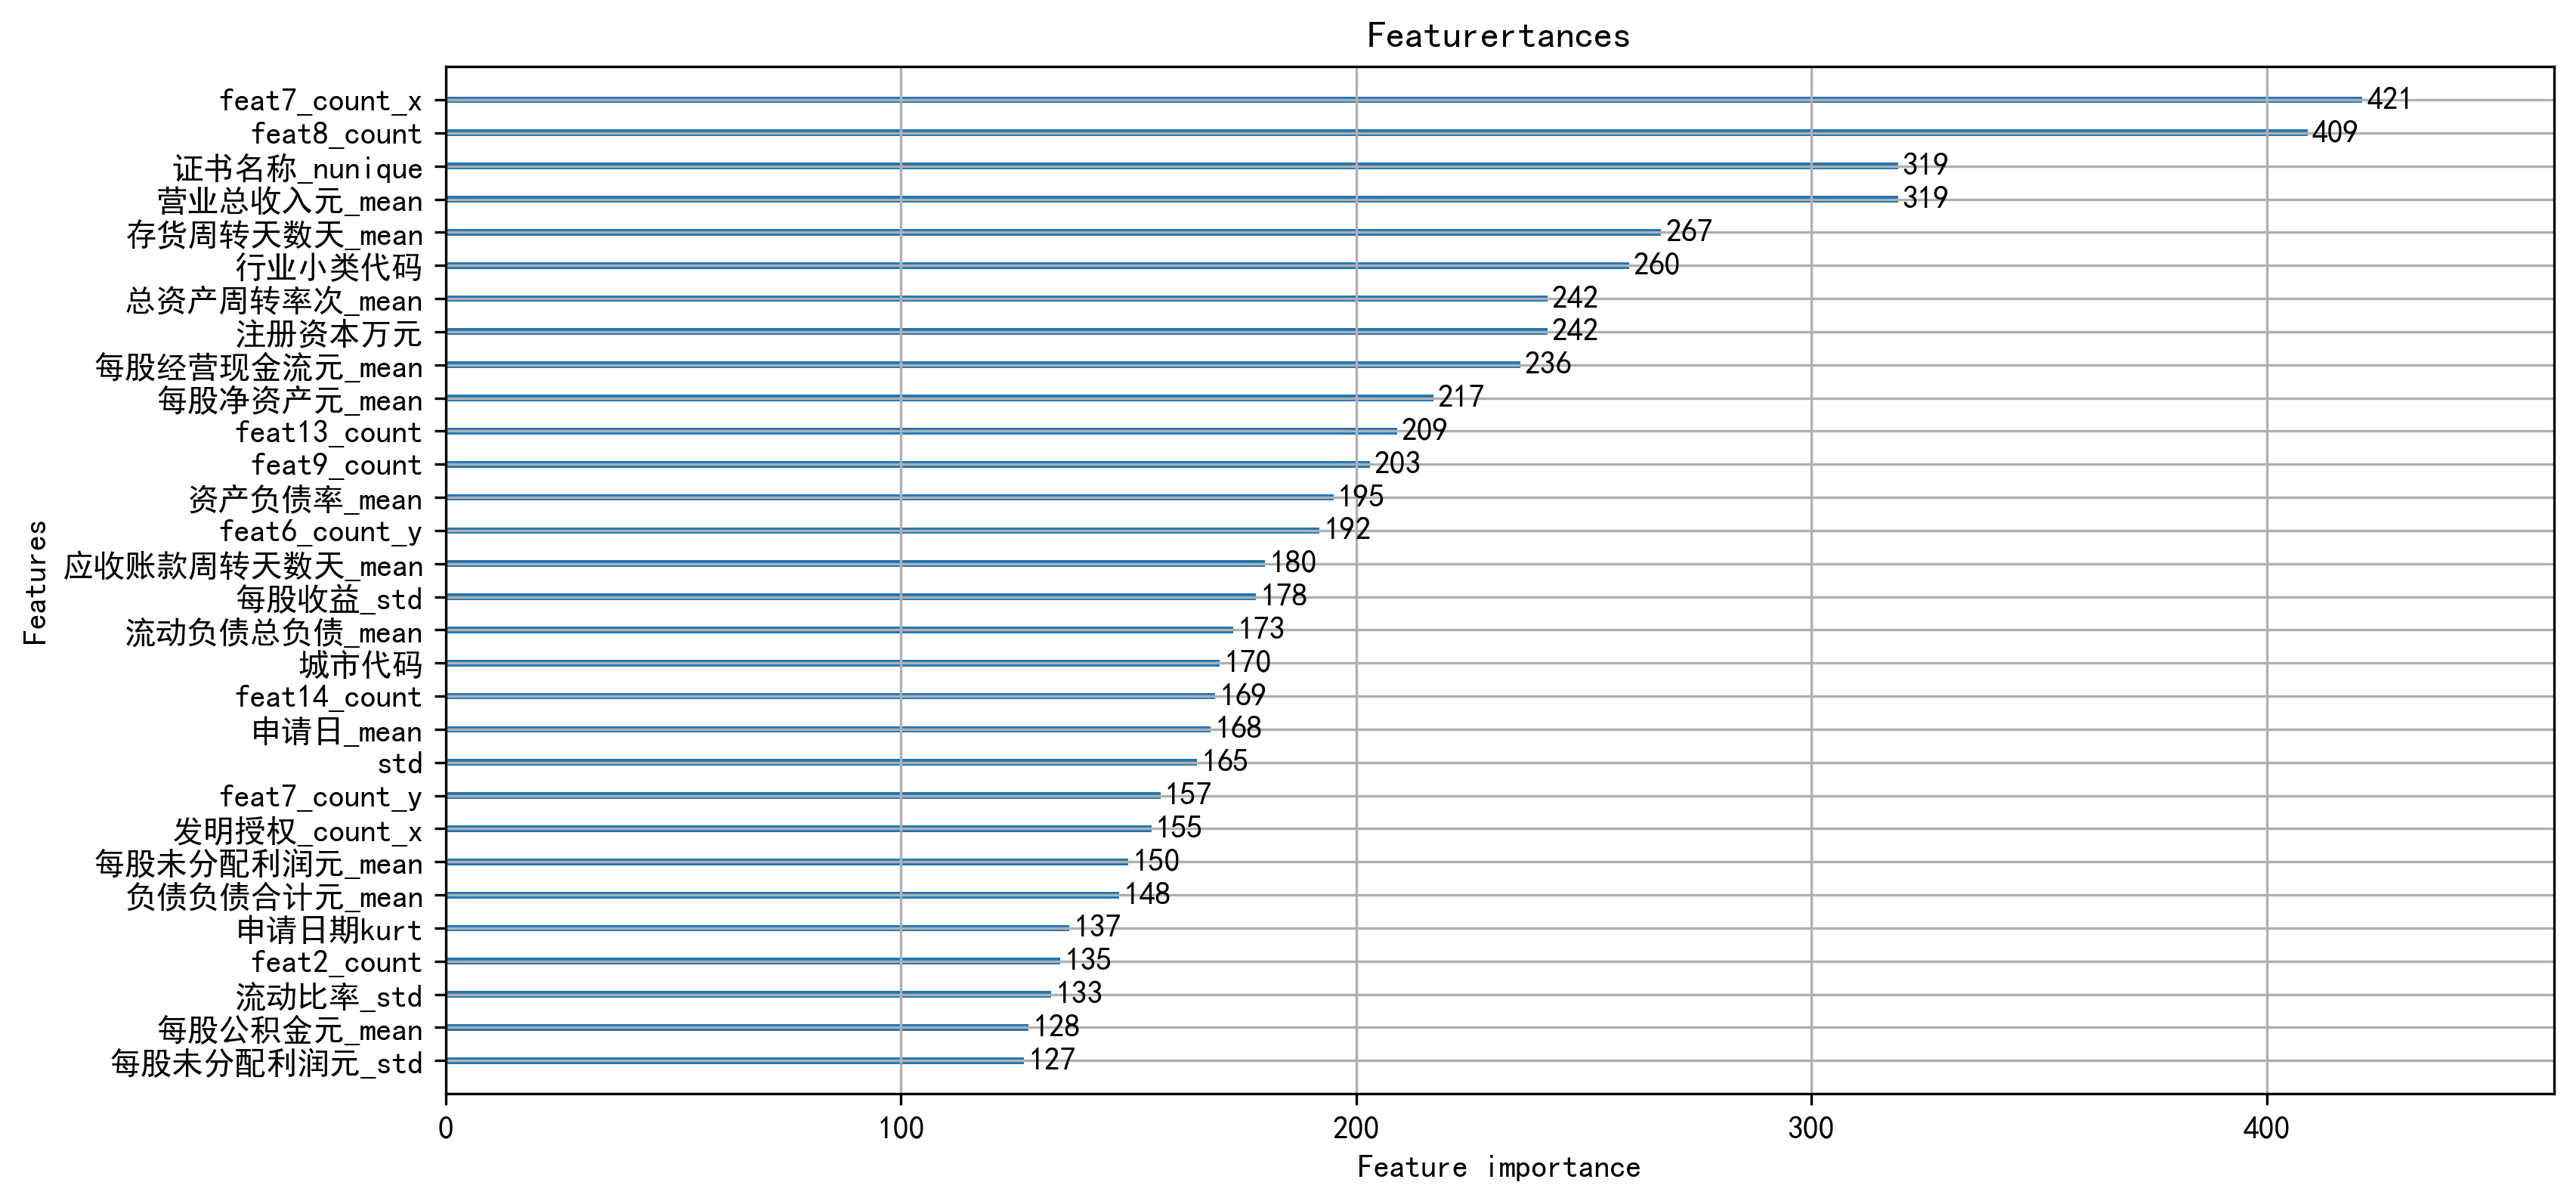 Featurertances
feat7_count_x 421
feat8_count 409
证书名称_nunique 319
营业总收入元_mean 319
存货周转天数天_mean 267
行业小类代码 260
总资产周转率次_mean 242
注册资本万元 242
每股经营现金流元_mean 236
每股净资产元_mean 217
feat13_count 209
feat9_count 203
资产负债率_mean 195
feat6_count_y 192
应收账款周转天数天_mean 180
每股收益_std 178
流动负债总负债_mean 173
城市代码 170
feat14_count 169
申请日_mean 168
std 165
feat7_count_y 157
发明授权_count_x 155
每股未分配利润元_mean 150
负债负债合计元_mean 148
申请日期kurt 137
feat2_count 135
流动比率_std 133
每股公积金元_mean 128
每股未分配利润元_std 127
Features
0 100 200 300 400
Feature importance